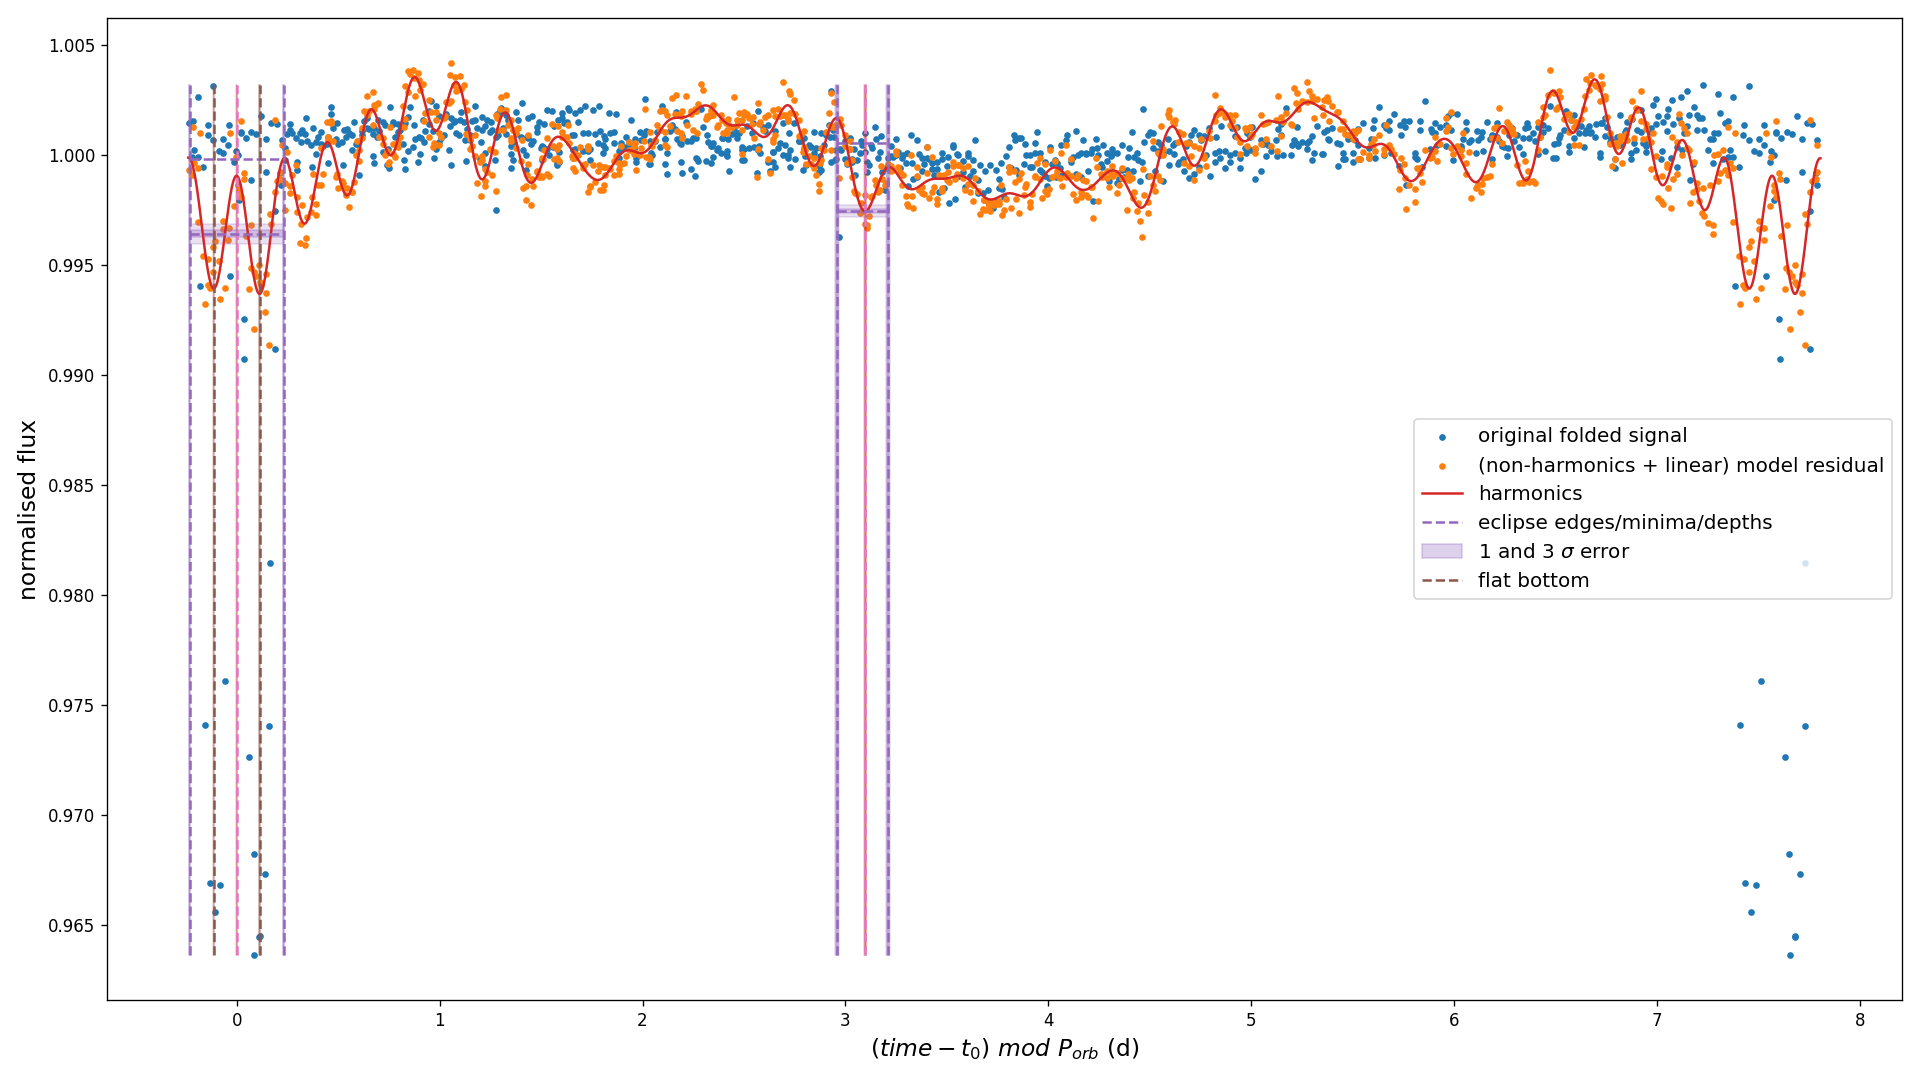 1.005
1.000
0.995
0.990
0.985
0.980
0.975
0.970
0.965
normalised flux
original folded signal
(non-harmonics + linear) model residual
harmonics
eclipse edges/minima/depths
1 and 3 σ error
flat bottom
0 1 2 3 4 5 6 7 8
(time − t₀) mod P_orb (d)